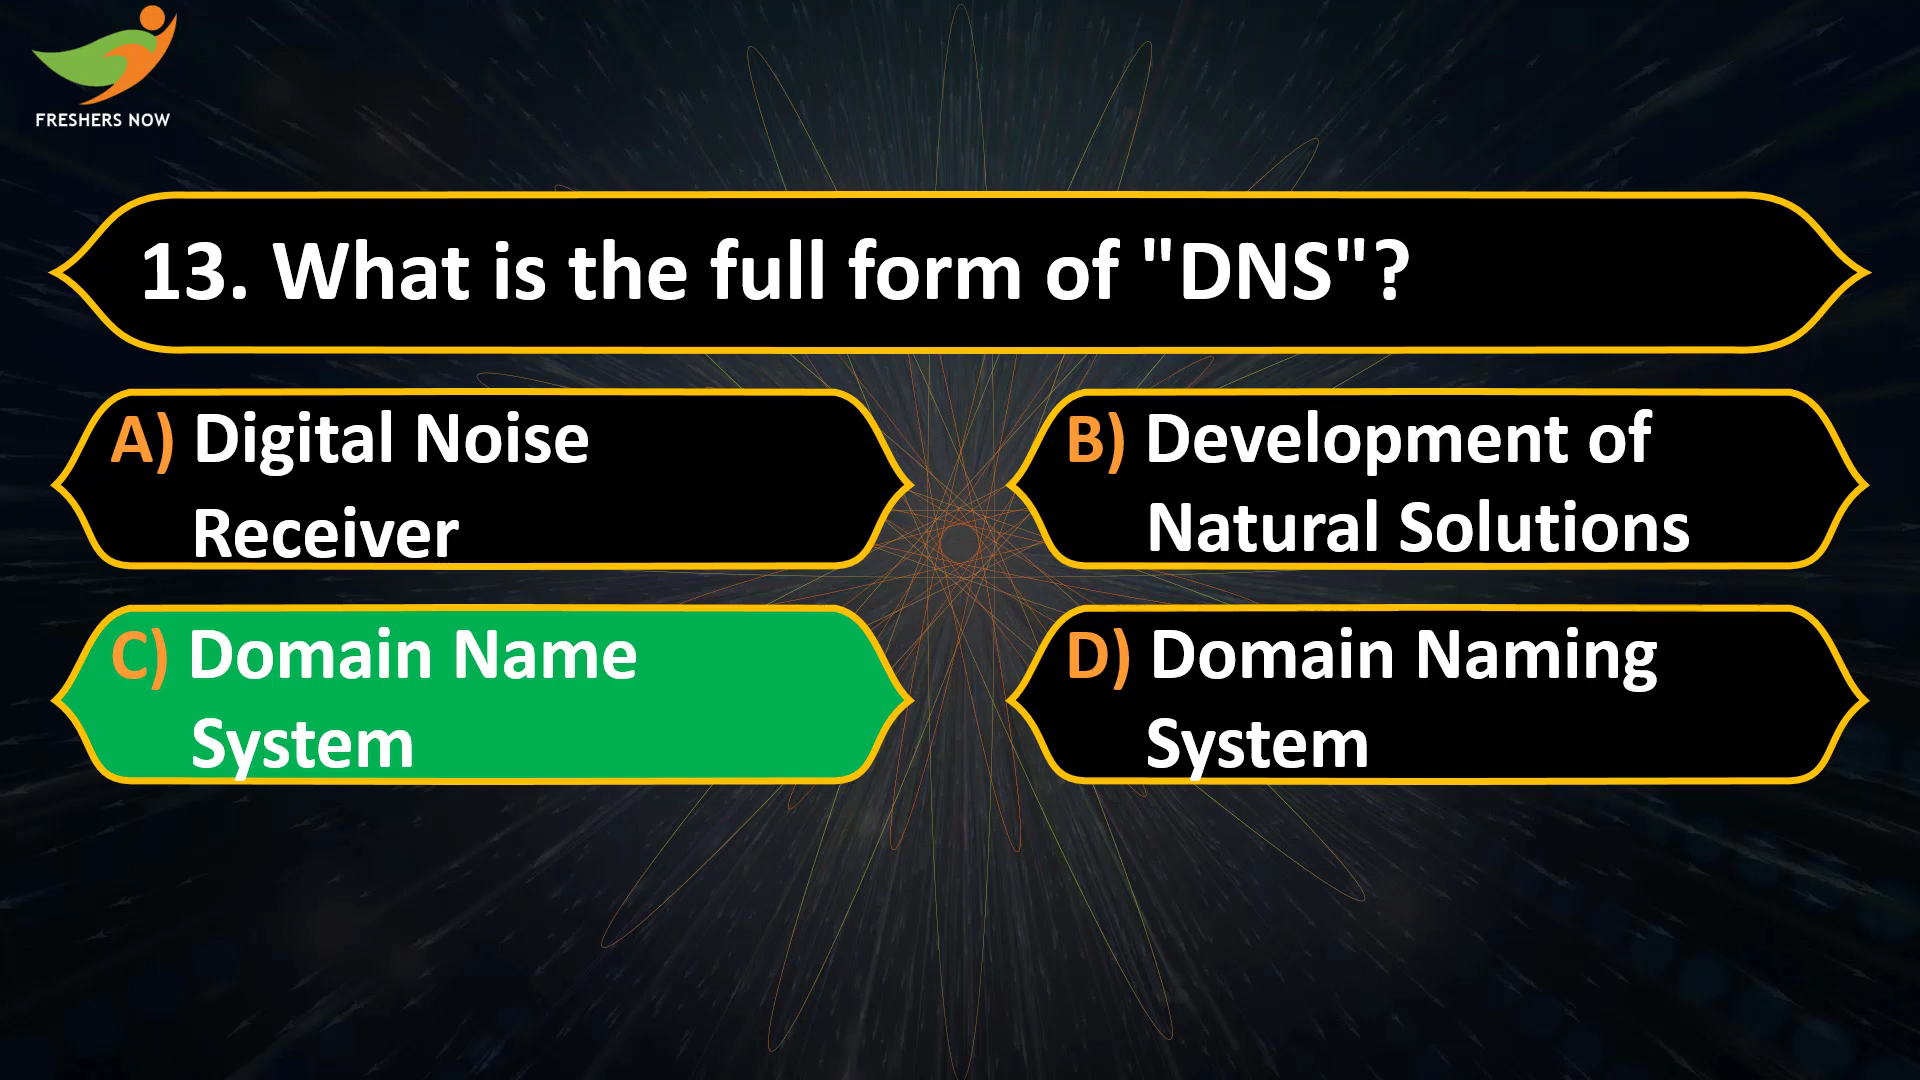 FRESHERS NOW
13. What is the full form of "DNS"?
A) Digital Noise
Receiver
B) Development of
Natural Solutions
C) Domain Name
System
D) Domain Naming
System